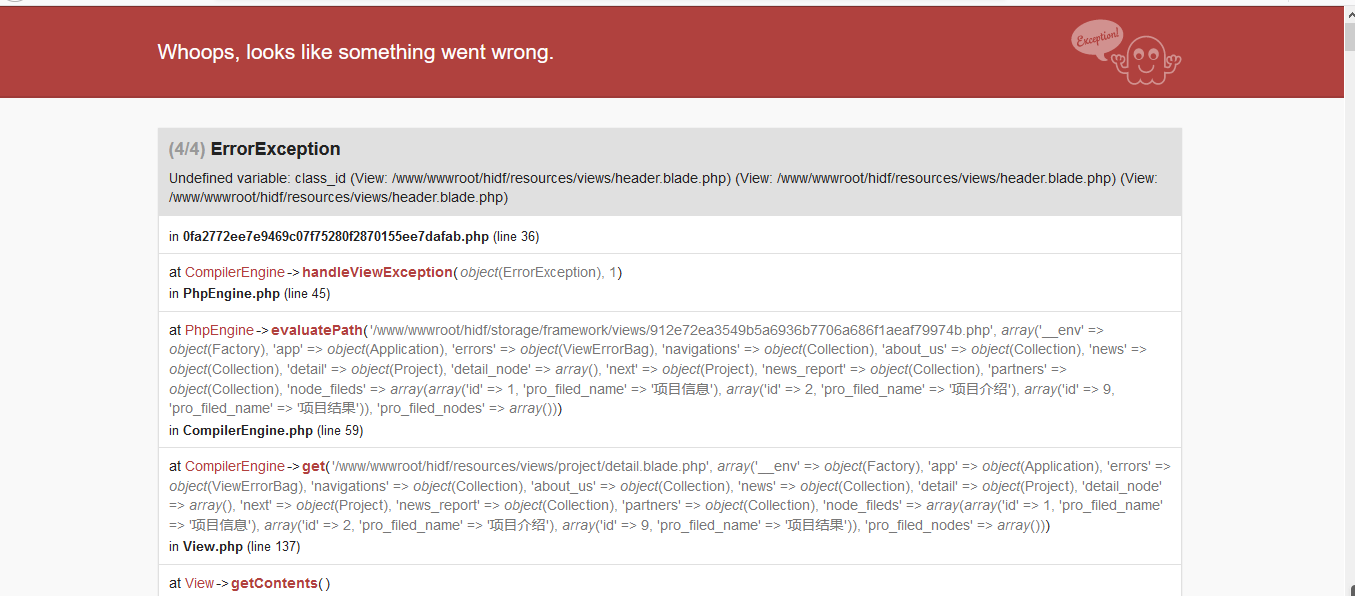 Whoops, looks like something went wrong.
Exception!
(4/4) ErrorException
Undefined variable: class_id (View: /www/wwwroot/hidf/resources/views/header.blade.php) (View: /www/wwwroot/hidf/resources/views/header.blade.php) (View:
/www/wwwroot/hidf/resources/views/header.blade.php)
in 0fa2772ee7e9469c07f75280f2870155ee7dafab.php (line 36)
at CompilerEngine->handleViewException(object(ErrorException), 1)
in PhpEngine.php (line 45)
at PhpEngine->evaluatePath('/www/wwwroot/hidf/storage/framework/views/912e72ea3549b5a6936b7706a686f1aeaf79974b.php', array('__env' =>
object(Factory), 'app' => object(Application), 'errors' => object(ViewErrorBag), 'navigations' => object(Collection), 'about_us' => object(Collection), 'news' =>
object(Collection), 'detail' => object(Project), 'detail_node' => array(), 'next' => object(Project), 'news_report' => object(Collection), 'partners' =>
object(Collection), 'node_fileds' => array(array('id' => 1, 'pro_filed_name' => '项目信息'), array('id' => 2, 'pro_filed_name' => '项目介绍'), array('id' => 9,
'pro_filed_name' => '项目结果')), 'pro_filed_nodes' => array()))
in CompilerEngine.php (line 59)
at CompilerEngine->get('/www/wwwroot/hidf/resources/views/project/detail.blade.php', array('__env' => object(Factory), 'app' => object(Application), 'errors' =>
object(ViewErrorBag), 'navigations' => object(Collection), 'about_us' => object(Collection), 'news' => object(Collection), 'detail' => object(Project), 'detail_node'
=> array(), 'next' => object(Project), 'news_report' => object(Collection), 'partners' => object(Collection), 'node_fileds' => array(array('id' => 1, 'pro_filed_name'
=> '项目信息'), array('id' => 2, 'pro_filed_name' => '项目介绍'), array('id' => 9, 'pro_filed_name' => '项目结果')), 'pro_filed_nodes' => array()))
in View.php (line 137)
at View->getContents()